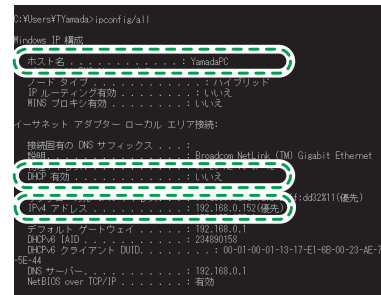 C:¥Users¥TYamada>ipconfig/all
Windows IP 構成
ホスト名 . . . . . . . . . . . . : YamadaPC
ノード タイプ . . . . . . . . . . . . : ハイブリッド
IP ルーティング有効 . . . . . . . . : いいえ
WINS プロキシ有効 . . . . . . . . : いいえ
イーサネット アダプター ローカル エリア接続:
接続固有の DNS サフィックス . . . :
説明. . . . . . . . . . . . . . . . : Broadcom NetLink (TM) Gigabit Ethernet
DHCP 有効 . . . . . . . . . . . . : いいえ
f:dd32%11(優先)
IPv4 アドレス . . . . . . . . . . . : 192.168.0.152(優先)
デフォルト ゲートウェイ . . . . . . : 192.168.0.1
DHCPv6 IAID . . . . . . . . . . . : 234890158
DHCPv6 クライアント DUID. . . . . . . . : 00-01-00-01-13-17-E1-6B-00-23-AE-7
-5E-44
DNS サーバー. . . . . . . . . . . . : 192.168.0.1
NetBIOS over TCP/IP . . . . . . . : 有効